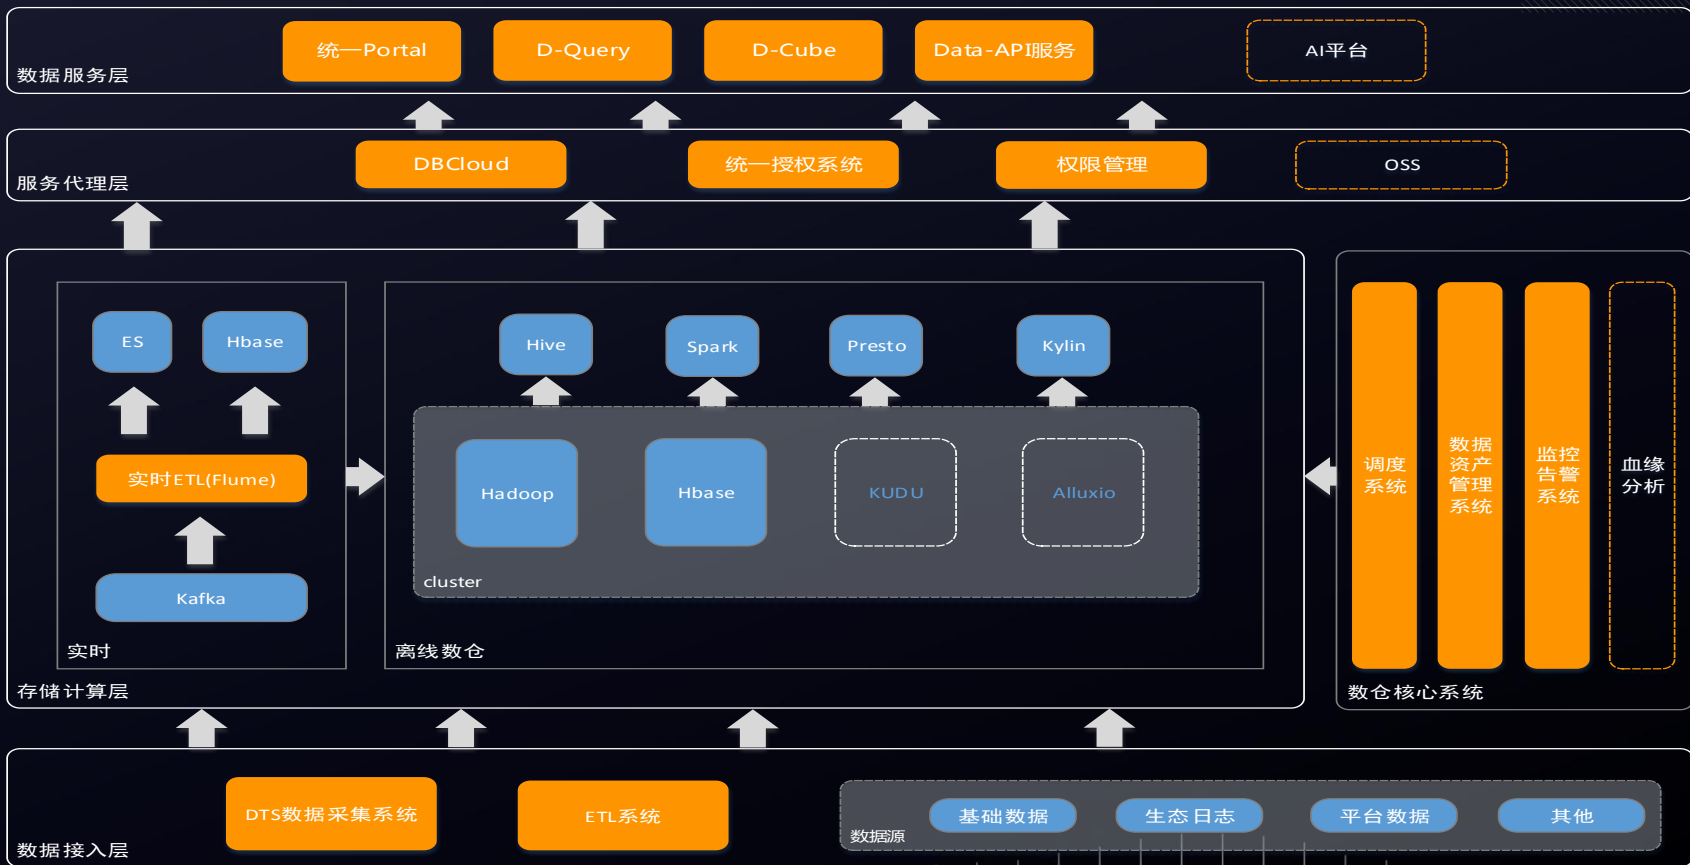 统一Portal
D-Query
D-Cube
Data-API服务
AI平台
数据服务层
DBCloud
统一授权系统
权限管理
OSS
服务代理层
ES
Hbase
实时ETL(Flume)
Kafka
实时
Hive
Spark
Presto
Kylin
Hadoop
Hbase
KUDU
Alluxio
cluster
离线数仓
存储计算层
调度
系统
数据
资产
管理
系统
监控
告警
系统
血缘
分析
数仓核心系统
DTS数据采集系统
ETL系统
基础数据
生态日志
平台数据
其他
数据源
数据接入层